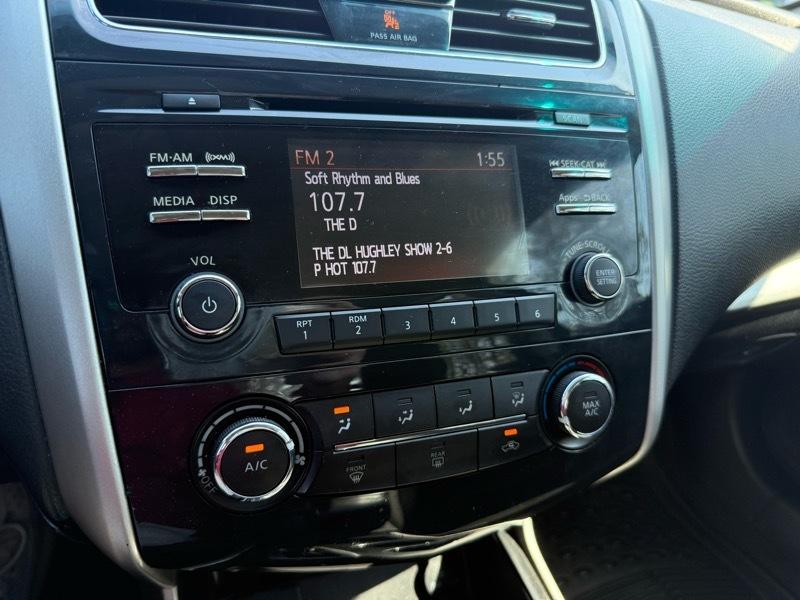 OFF
PASS AIR BAG
SCAN
FM·AM ((XM))
MEDIA DISP
FM 2 1:55
Soft Rhythm and Blues
107.7
THE D
THE DL HUGHLEY SHOW 2-6
P HOT 107.7
SEEK·CAT
Apps BACK
TUNE·SCROLL
ENTER
SETTING
VOL
RPT
1
RDM
2
3
4
5
6
A/C
OFF
FRONT
REAR
MAX
A/C